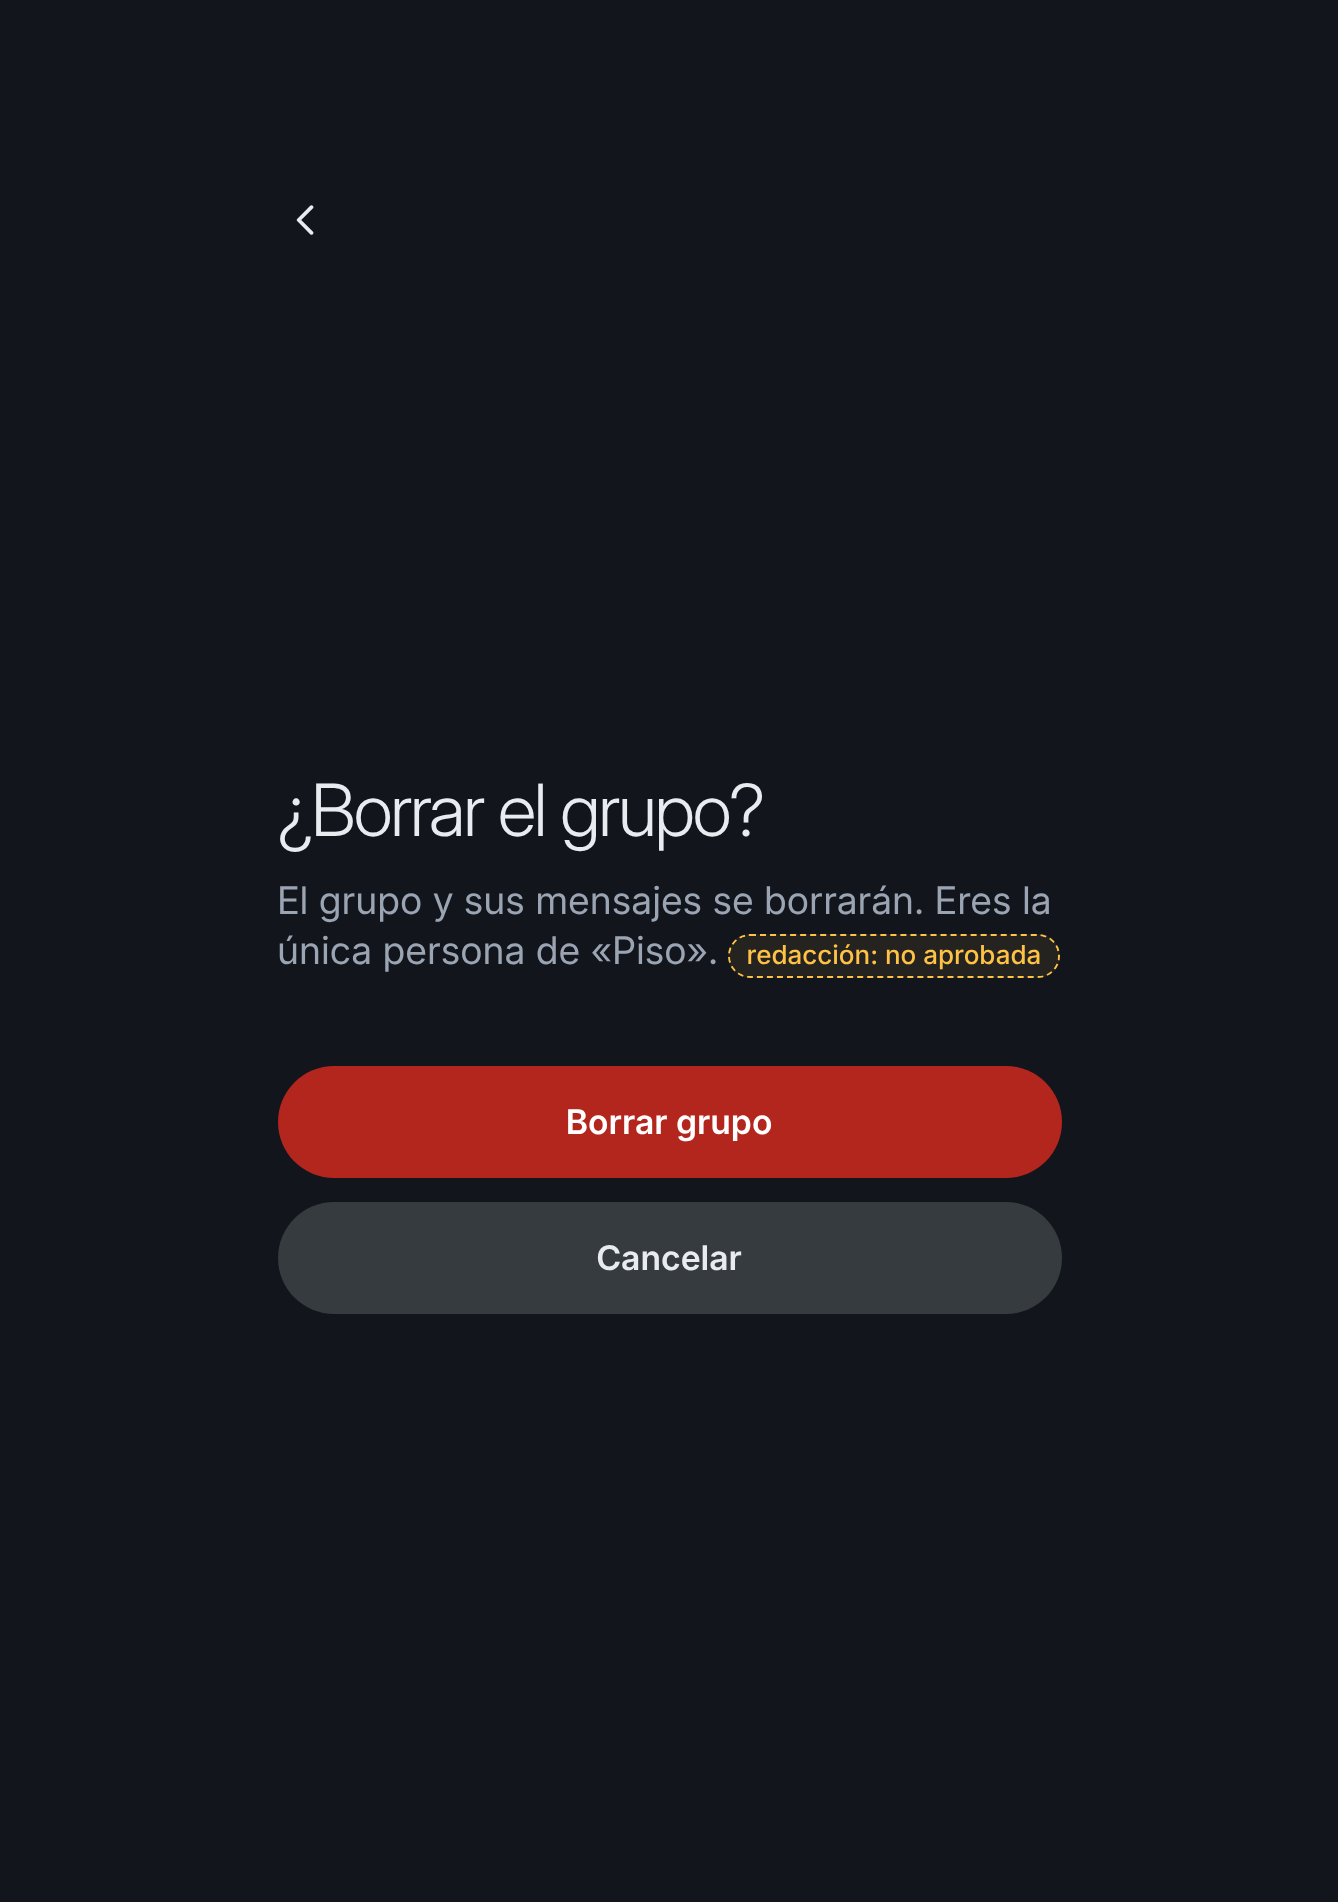 ¿Borrar el grupo?
El grupo y sus mensajes se borrarán. Eres la
única persona de «Piso». redacción: no aprobada
Borrar grupo
Cancelar